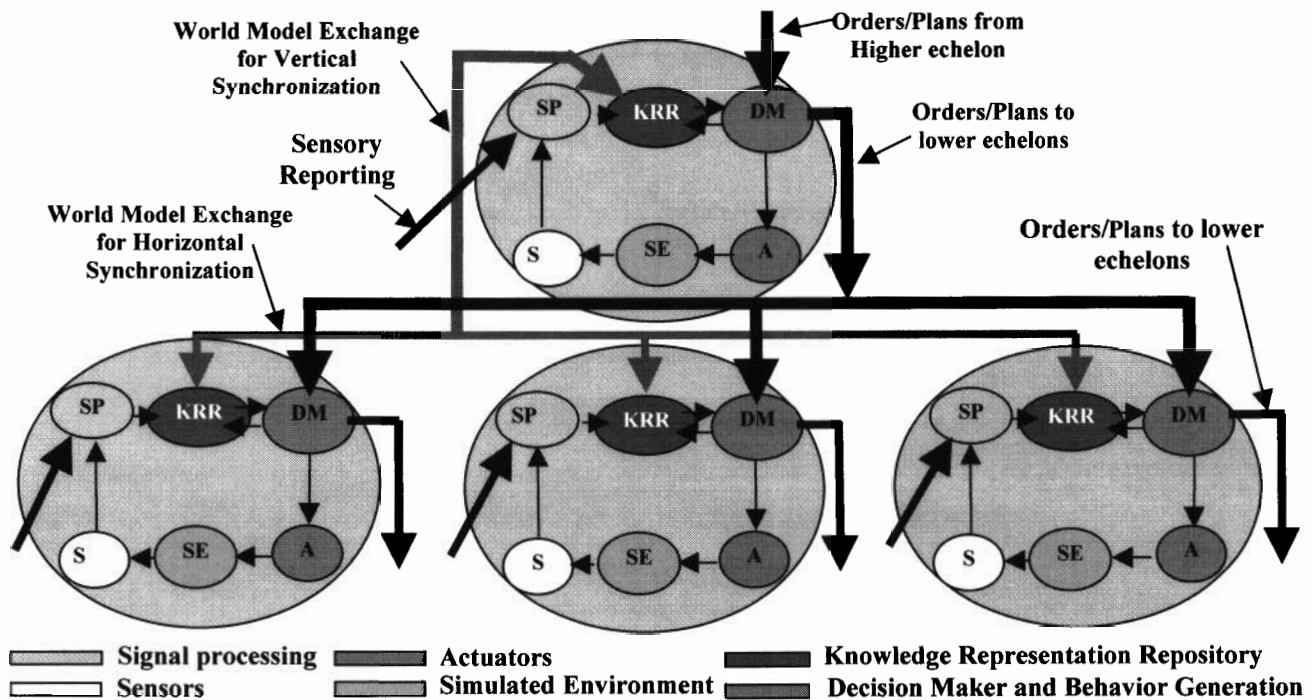 World Model Exchange
for Vertical
Synchronization
Orders/Plans from
Higher echelon
SP
KRR
DM
Orders/Plans to
lower echelons
Sensory
Reporting
World Model Exchange
for Horizontal
Synchronization
S
SE
A
Orders/Plans to lower
echelons
SP
KRR
DM
S
SE
A
SP
KRR
DM
S
SE
A
SP
KRR
DM
S
SE
A
Signal processing
Actuators
Knowledge Representation Repository
Sensors
Simulated Environment
Decision Maker and Behavior Generation